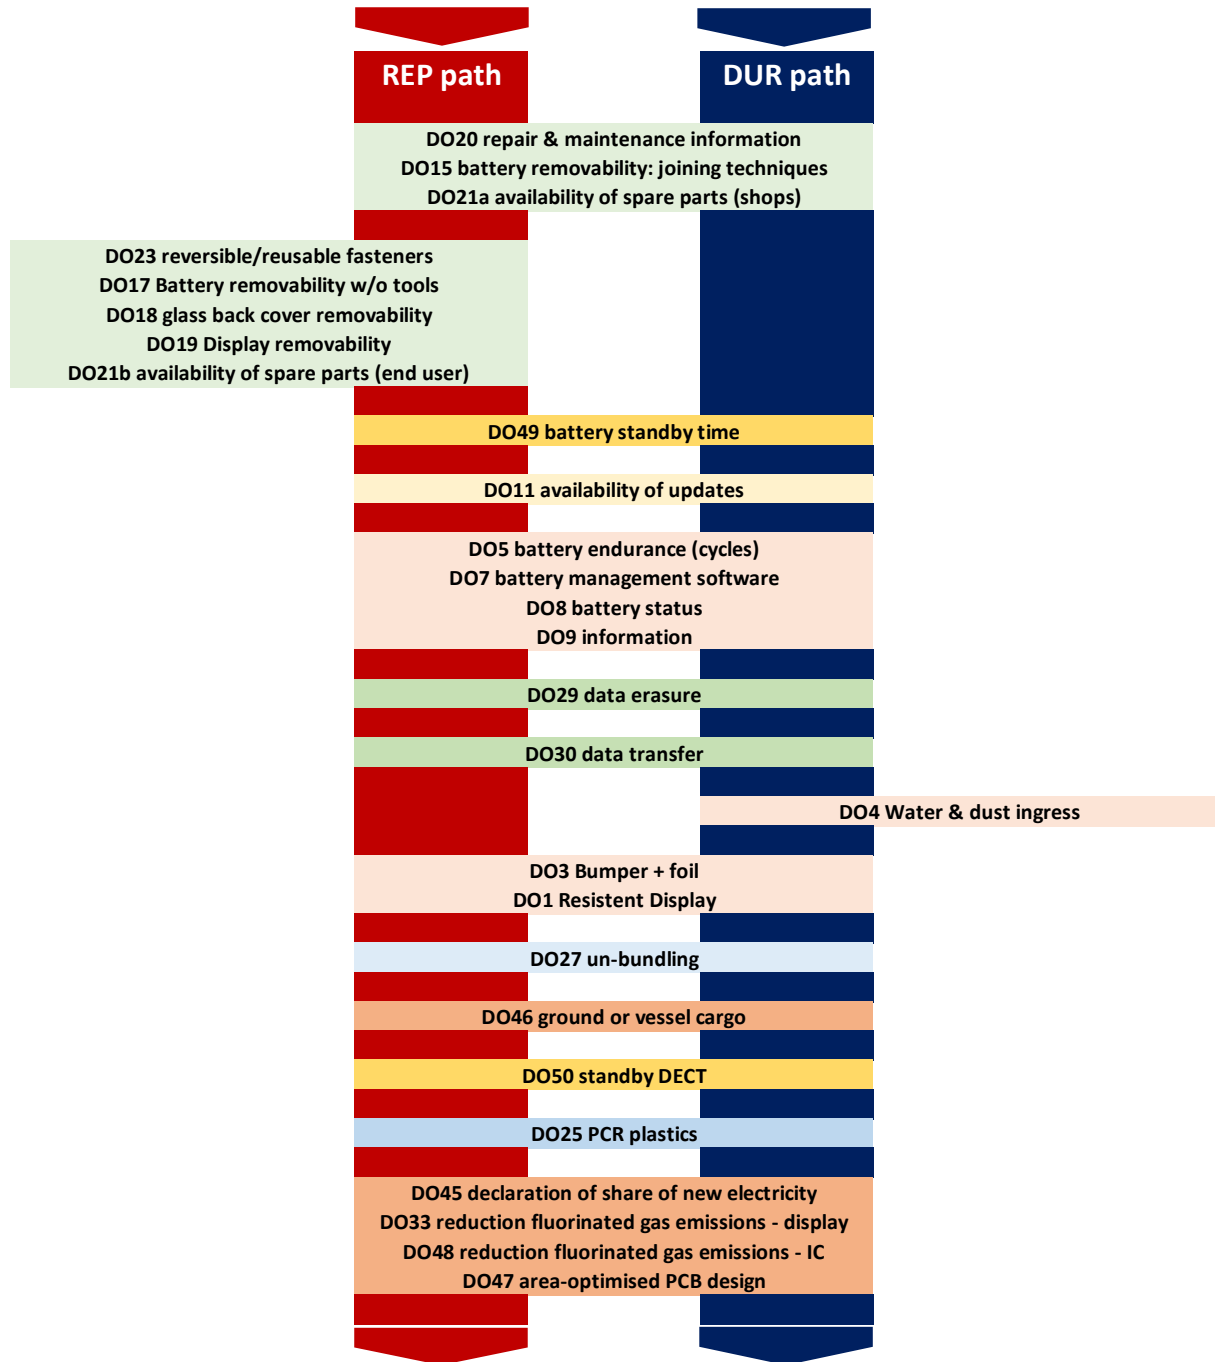 REP path
DUR path
DO20 repair & maintenance information
DO15 battery removability: joining techniques
DO21a availability of spare parts (shops)
DO23 reversible/reusable fasteners
DO17 Battery removability w/o tools
DO18 glass back cover removability
DO19 Display removability
DO21b availability of spare parts (end user)
DO49 battery standby time
DO11 availability of updates
DO5 battery endurance (cycles)
DO7 battery management software
DO8 battery status
DO9 information
DO29 data erasure
DO30 data transfer
DO4 Water & dust ingress
DO3 Bumper + foil
DO1 Resistent Display
DO27 un-bundling
DO46 ground or vessel cargo
DO50 standby DECT
DO25 PCR plastics
DO45 declaration of share of new electricity
DO33 reduction fluorinated gas emissions - display
DO48 reduction fluorinated gas emissions - IC
DO47 area-optimised PCB design